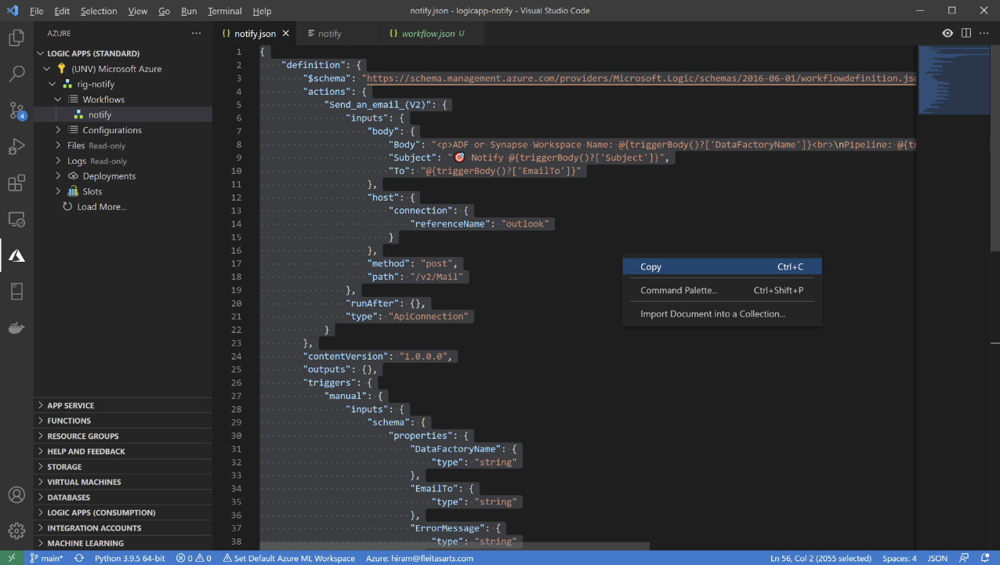 File Edit Selection View Go Run Terminal Help
notify.json - logicapp-notify - Visual Studio Code
AZURE
LOGIC APPS (STANDARD)
(UNV) Microsoft Azure
rig-notify
Workflows
notify
Configurations
Files Read-only
Logs Read-only
Deployments
Slots
Load More...
APP SERVICE
FUNCTIONS
RESOURCE GROUPS
HELP AND FEEDBACK
STORAGE
VIRTUAL MACHINES
DATABASES
LOGIC APPS (CONSUMPTION)
INTEGRATION ACCOUNTS
MACHINE LEARNING
4
{} notify.json
notify
{} workflow.json U
1 {
2 "definition": {
3 "$schema": "https://schema.management.azure.com/providers/Microsoft.Logic/schemas/2016-06-01/workflowdefinition.jso
4 "actions": {
5 "Send_an_email_(V2)": {
6 "inputs": {
7 "body": {
8 "Body": "<p>ADF or Synapse Workspace Name: @{triggerBody()?['DataFactoryName']}<br>\nPipeline: @{tr
9 "Subject": "🎯 Notify @{triggerBody()?['Subject']}",
10 "To": "@{triggerBody()?['EmailTo']}"
11 },
12 "host": {
13 "connection": {
14 "referenceName": "outlook"
15 }
16 },
17 "method": "post",
18 "path": "/v2/Mail"
19 },
20 "runAfter": {},
21 "type": "ApiConnection"
22 }
23 },
24 "contentVersion": "1.0.0.0",
25 "outputs": {},
26 "triggers": {
27 "manual": {
28 "inputs": {
29 "schema": {
30 "properties": {
31 "DataFactoryName": {
32 "type": "string"
33 },
34 "EmailTo": {
35 "type": "string"
36 },
37 "ErrorMessage": {
38 "type": "string"
Copy Ctrl+C
Command Palette... Ctrl+Shift+P
Import Document into a Collection...
main* Python 3.9.5 64-bit 0 0 Set Default Azure ML Workspace Azure: hiram@fleitasarts.com Ln 56, Col 2 (2055 selected) Spaces: 4 JSON